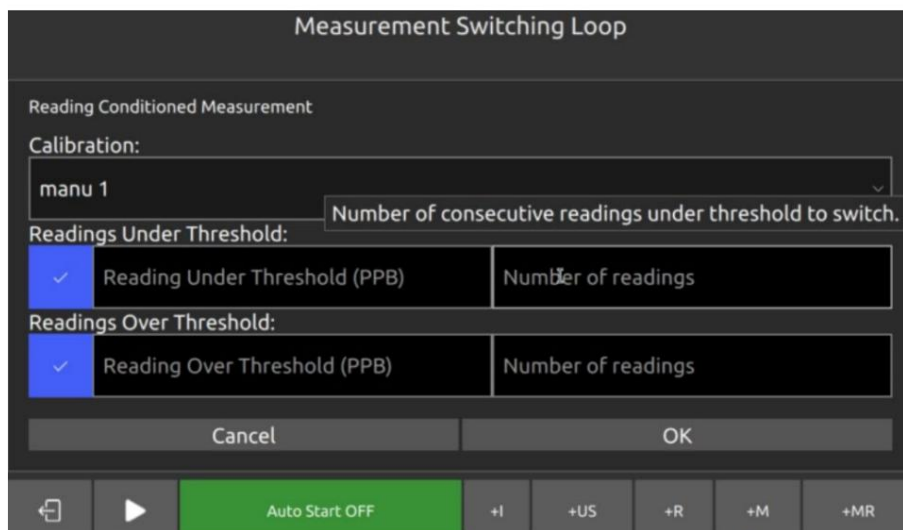 Measurement Switching Loop
Reading Conditioned Measurement
Calibration:
manu 1
Number of consecutive readings under threshold to switch.
Readings Under Threshold:
Reading Under Threshold (PPB) Number of readings
Readings Over Threshold:
Reading Over Threshold (PPB) Number of readings
Cancel OK
Auto Start OFF +I +US +R +M +MR